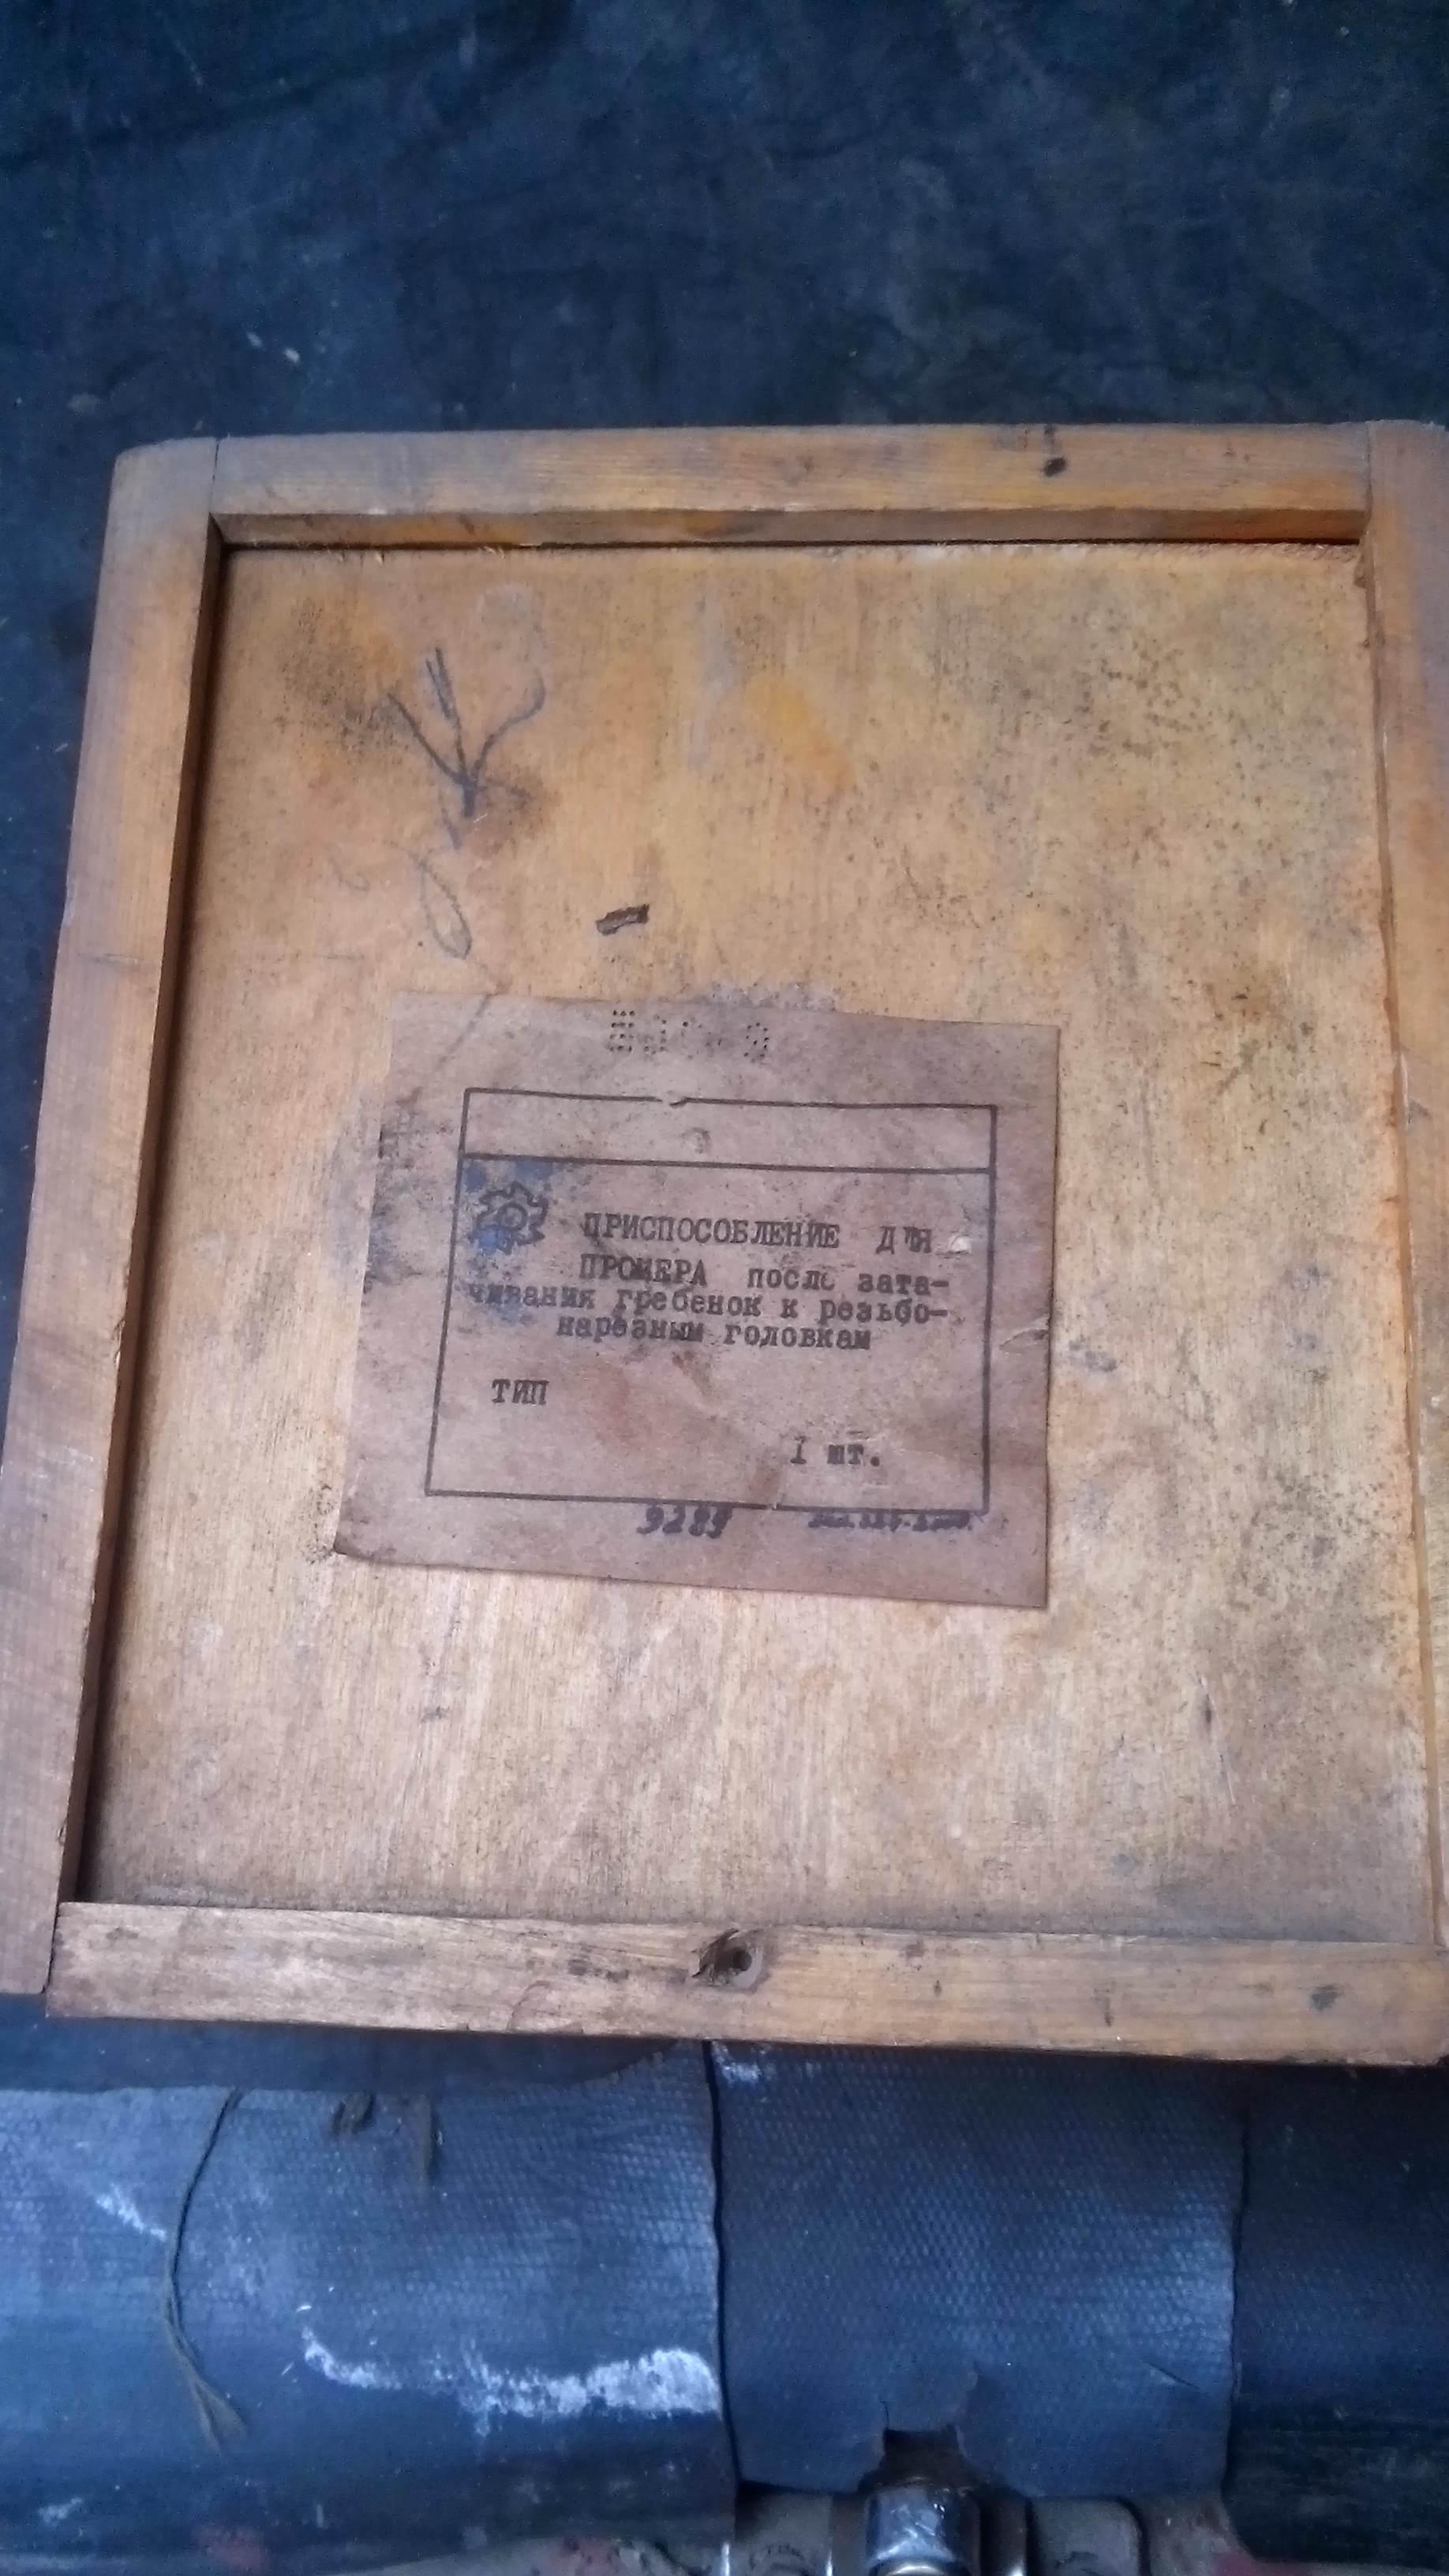 ПРИСПОСОБЛЕНИЕ ДЛЯ
ПРОМЕРА после зата-
чивания гребенок к резьбо-
нарезным головкам
ТИП
1 шт.
9289